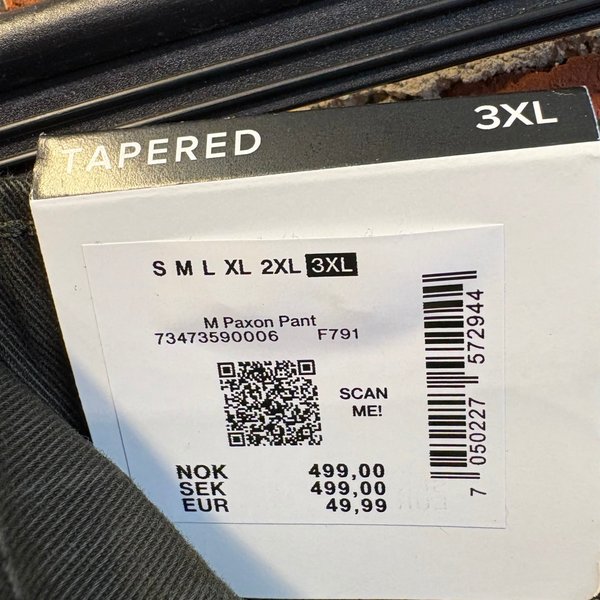 TAPERED 3XL
S M L XL 2XL 3XL
M Paxon Pant
73473590006 F791
SCAN
ME!
NOK 499,00
SEK 499,00
EUR 49,99
7 050227 572944